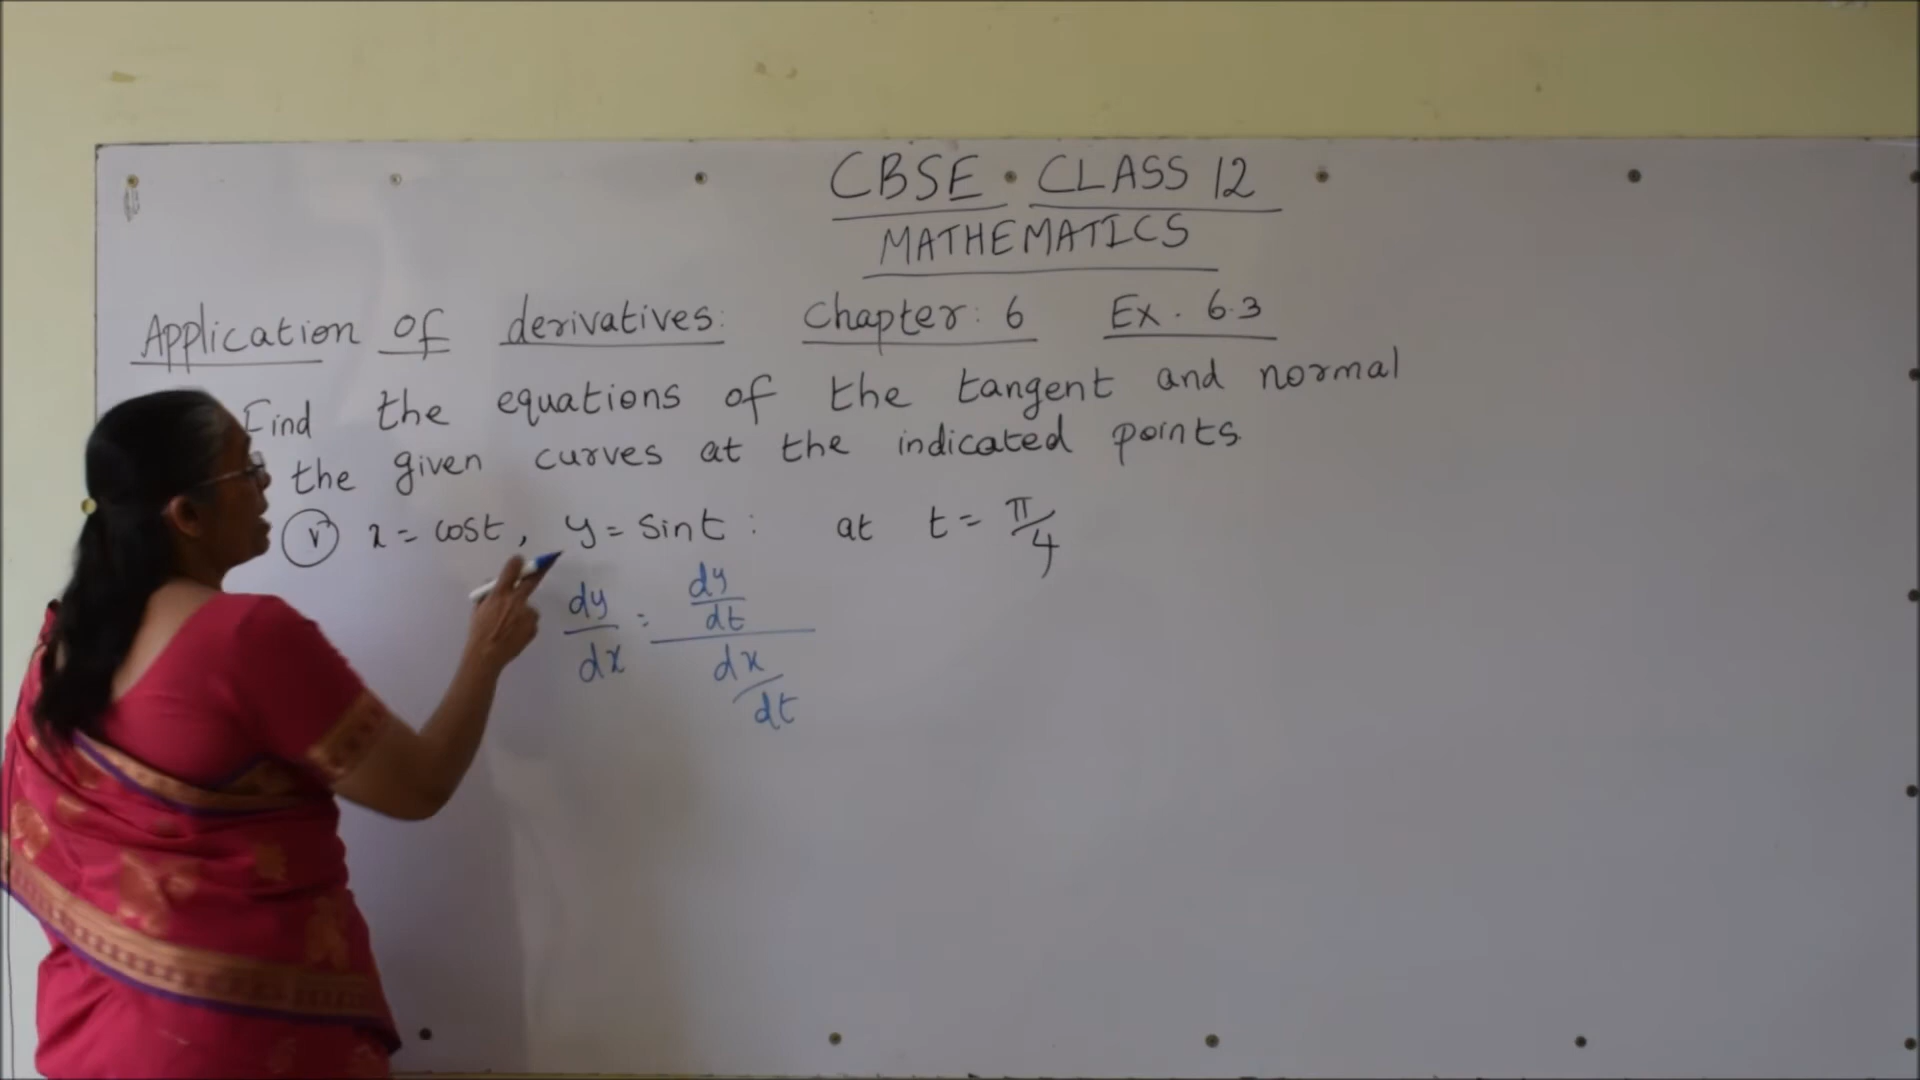 CBSE CLASS 12
MATHEMATICS
Application of derivatives: Chapter: 6 Ex. 6.3
Find the equations of the tangent and normal
the given curves at the indicated points.
(v) x = cost, y = sint : at t = π/4
dy/dx = (dy/dt)/(dx/dt)